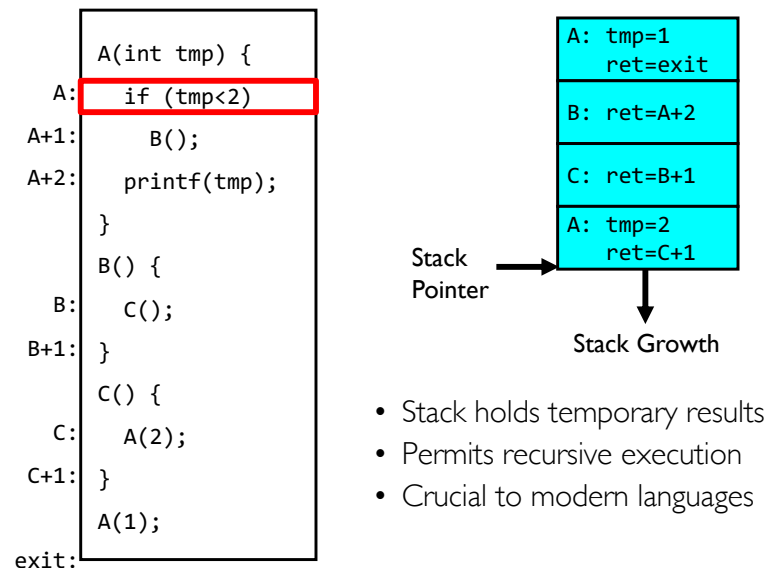 A(int tmp) {
A: if (tmp<2)
A+1: B();
A+2: printf(tmp);
}
B() {
B: C();
B+1: }
C() {
C: A(2);
C+1: }
A(1);
exit:
A: tmp=1
ret=exit
B: ret=A+2
C: ret=B+1
A: tmp=2
ret=C+1
Stack
Pointer
Stack Growth
• Stack holds temporary results
• Permits recursive execution
• Crucial to modern languages